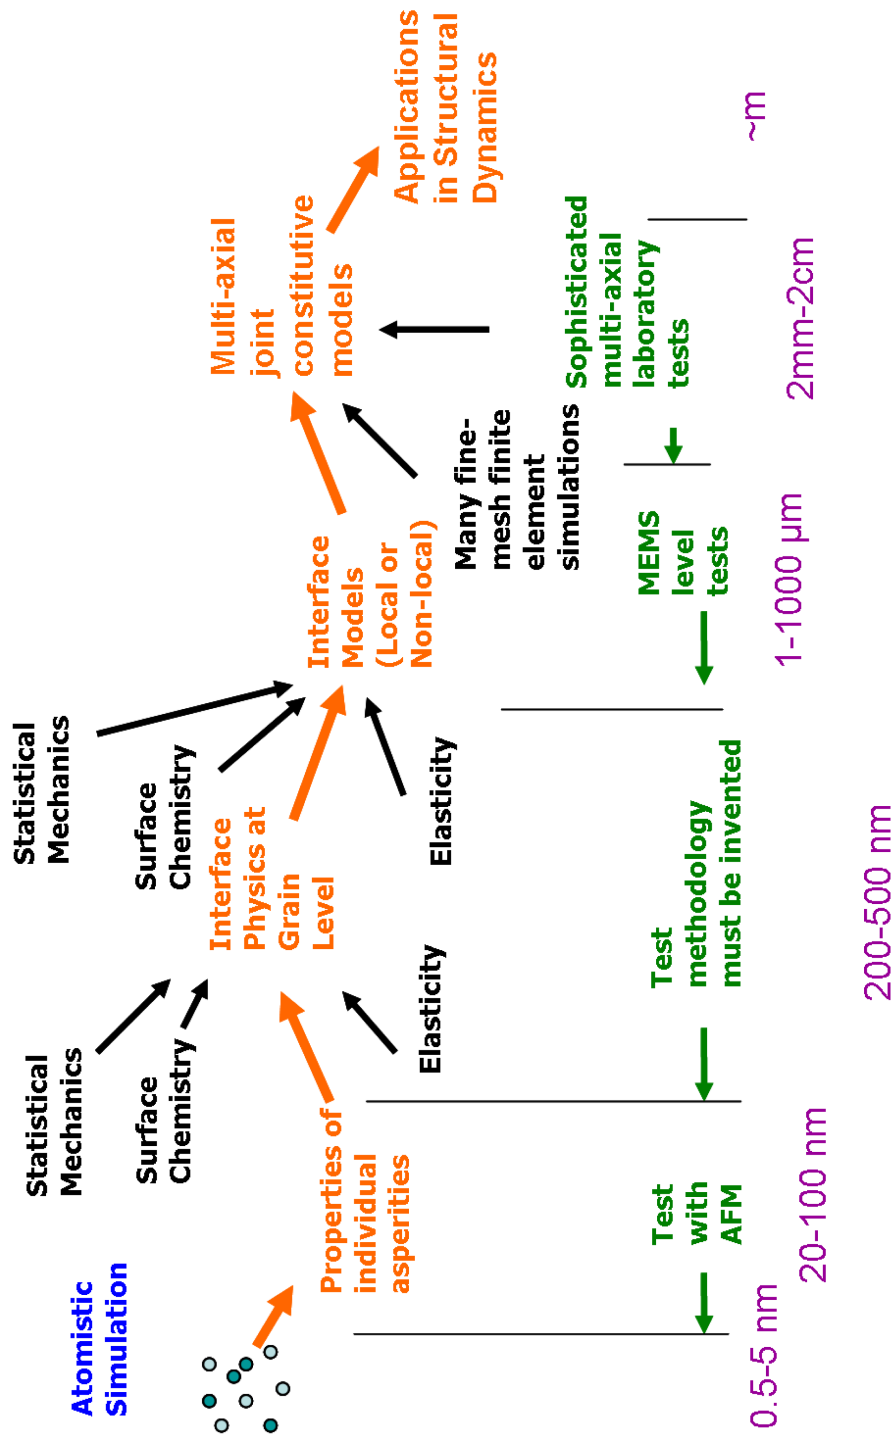 Atomistic
Simulation
Statistical
Mechanics
Surface
Chemistry
Properties of
individual
asperities
Elasticity
Statistical
Mechanics
Surface
Chemistry
Interface
Physics at
Grain
Level
Elasticity
Interface
Models
(Local or
Non-local)
Many fine-
mesh finite
element
simulations
Multi-axial
joint
constitutive
models
Applications
in Structural
Dynamics
Test
with
AFM
Test
methodology
must be invented
MEMS
level
tests
Sophisticated
multi-axial
laboratory
tests
0.5-5 nm
20-100 nm
200-500 nm
1-1000 µm
2mm-2cm
~m